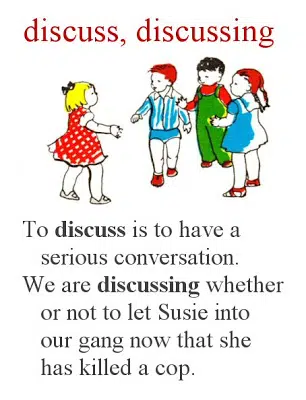 discuss, discussing
To discuss is to have a
serious conversation.
We are discussing whether
or not to let Susie into
our gang now that she
has killed a cop.